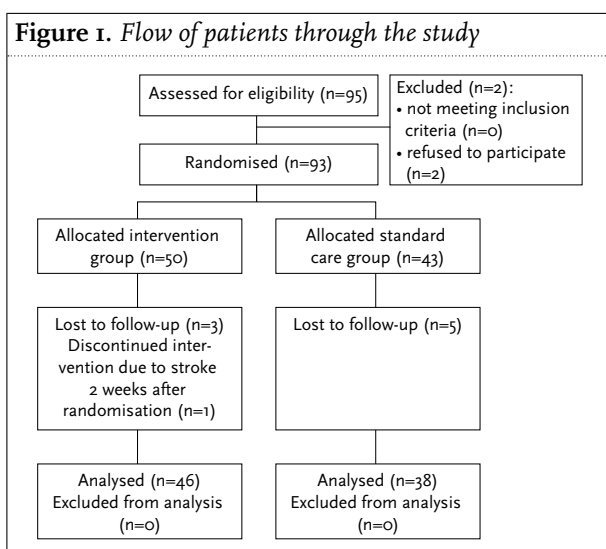 Figure 1. Flow of patients through the study
Assessed for eligibility (n=95)
Excluded (n=2):
• not meeting inclusion
criteria (n=0)
• refused to participate
(n=2)
Randomised (n=93)
Allocated intervention
group (n=50)
Allocated standard
care group (n=43)
Lost to follow-up (n=3)
Discontinued inter-
vention due to stroke
2 weeks after
randomisation (n=1)
Lost to follow-up (n=5)
Analysed (n=46)
Excluded from analysis
(n=0)
Analysed (n=38)
Excluded from analysis
(n=0)